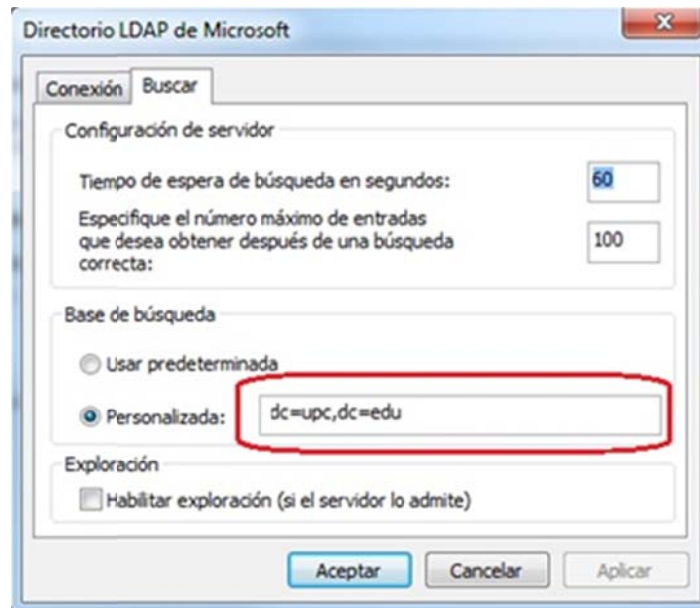 Directorio LDAP de Microsoft
Conexión Buscar
Configuración de servidor
Tiempo de espera de búsqueda en segundos: 60
Especifique el número máximo de entradas
que desea obtener después de una búsqueda 100
correcta:
Base de búsqueda
Usar predeterminada
Personalizada: dc=upc,dc=edu
Exploración
Habilitar exploración (si el servidor lo admite)
Aceptar Cancelar Aplicar